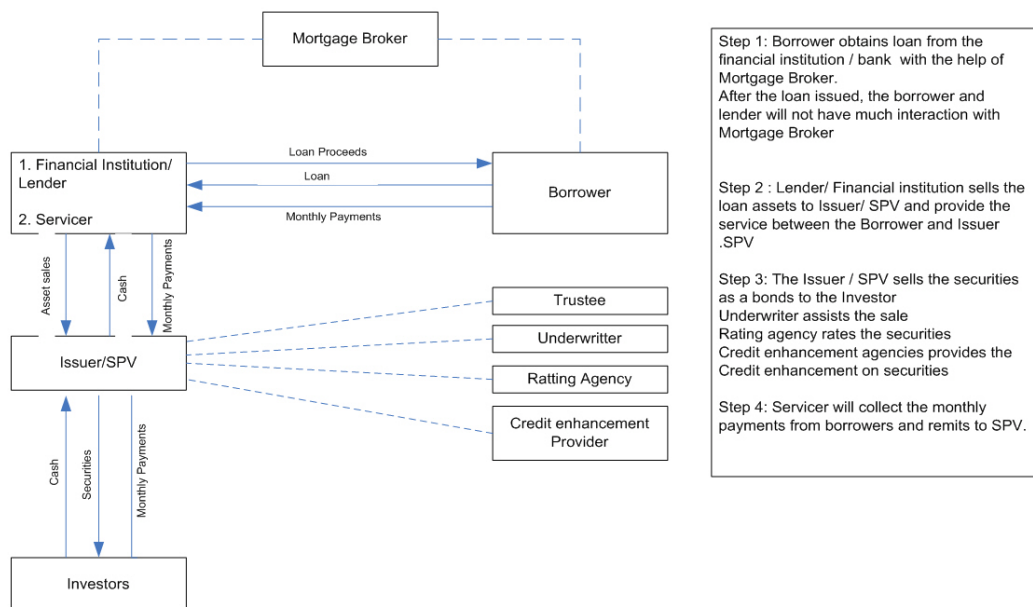 Mortgage Broker
1. Financial Institution/
Lender
2. Servicer
Loan Proceeds
Loan
Monthly Payments
Borrower
Asset sales
Cash
Monthly Payments
Issuer/SPV
Trustee
Underwritter
Ratting Agency
Credit enhancement
Provider
Cash
Securities
Monthly Payments
Investors
Step 1: Borrower obtains loan from the
financial institution / bank with the help of
Mortgage Broker.
After the loan issued, the borrower and
lender will not have much interaction with
Mortgage Broker
Step 2 : Lender/ Financial institution sells the
loan assets to Issuer/ SPV and provide the
service between the Borrower and Issuer
.SPV
Step 3: The Issuer / SPV sells the securities
as a bonds to the Investor
Underwriter assists the sale
Rating agency rates the securities
Credit enhancement agencies provides the
Credit enhancement on securities
Step 4: Servicer will collect the monthly
payments from borrowers and remits to SPV.